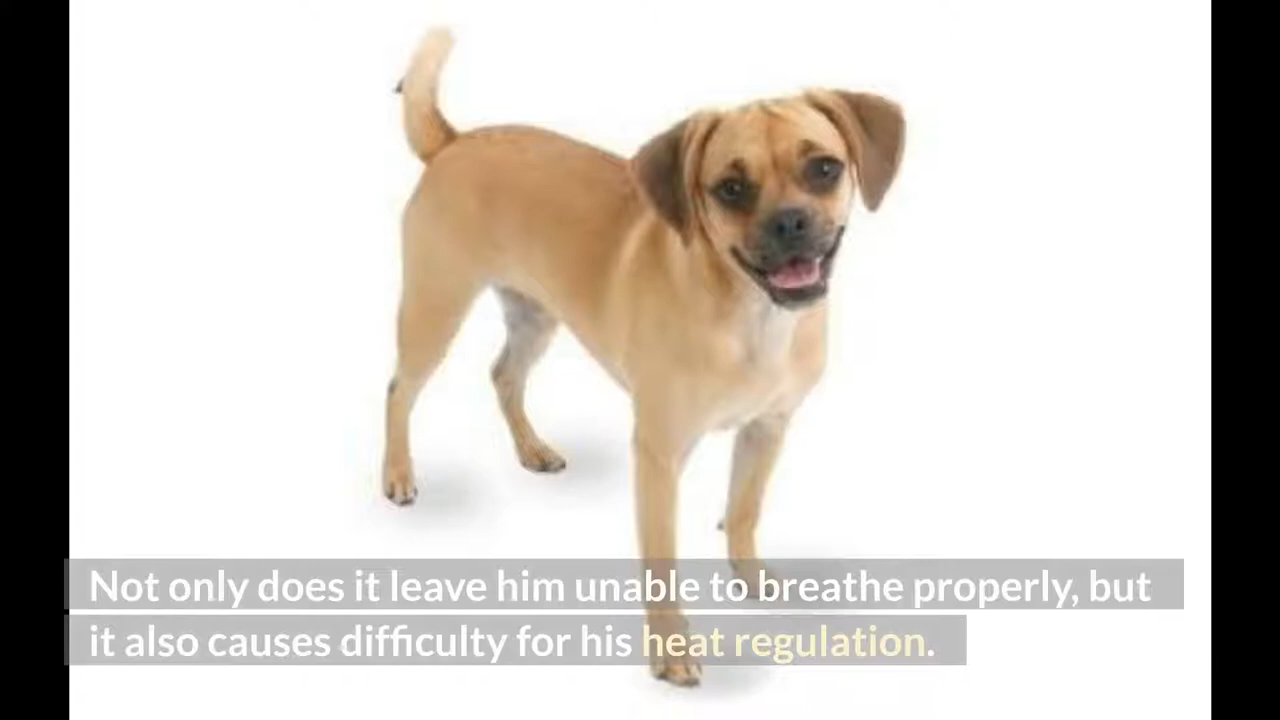 Not only does it leave him unable to breathe properly, but
it also causes difficulty for his heat regulation.